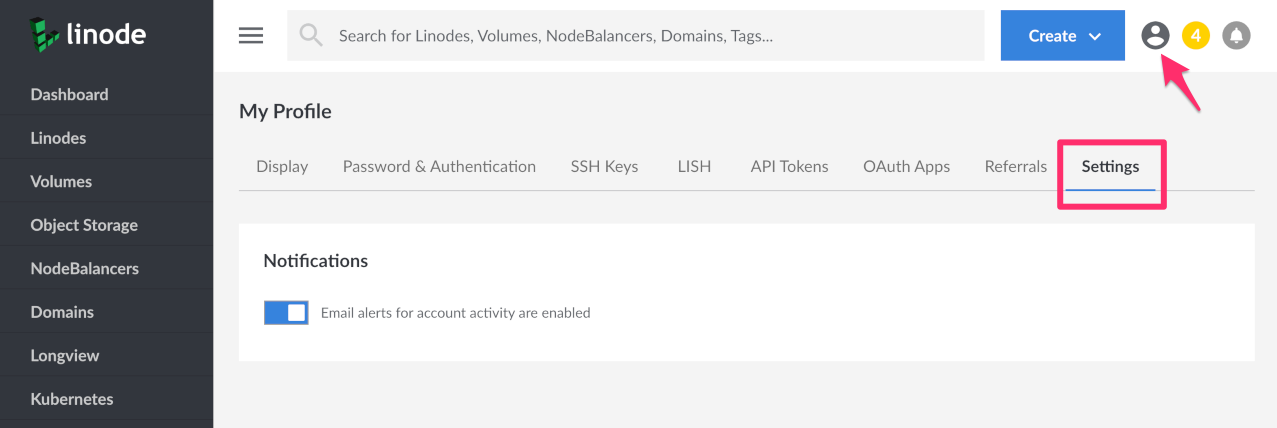 linode
Search for Linodes, Volumes, NodeBalancers, Domains, Tags...
Create
4
Dashboard
Linodes
Volumes
Object Storage
NodeBalancers
Domains
Longview
Kubernetes
My Profile
Display Password & Authentication SSH Keys LISH API Tokens OAuth Apps Referrals Settings
Notifications
Email alerts for account activity are enabled